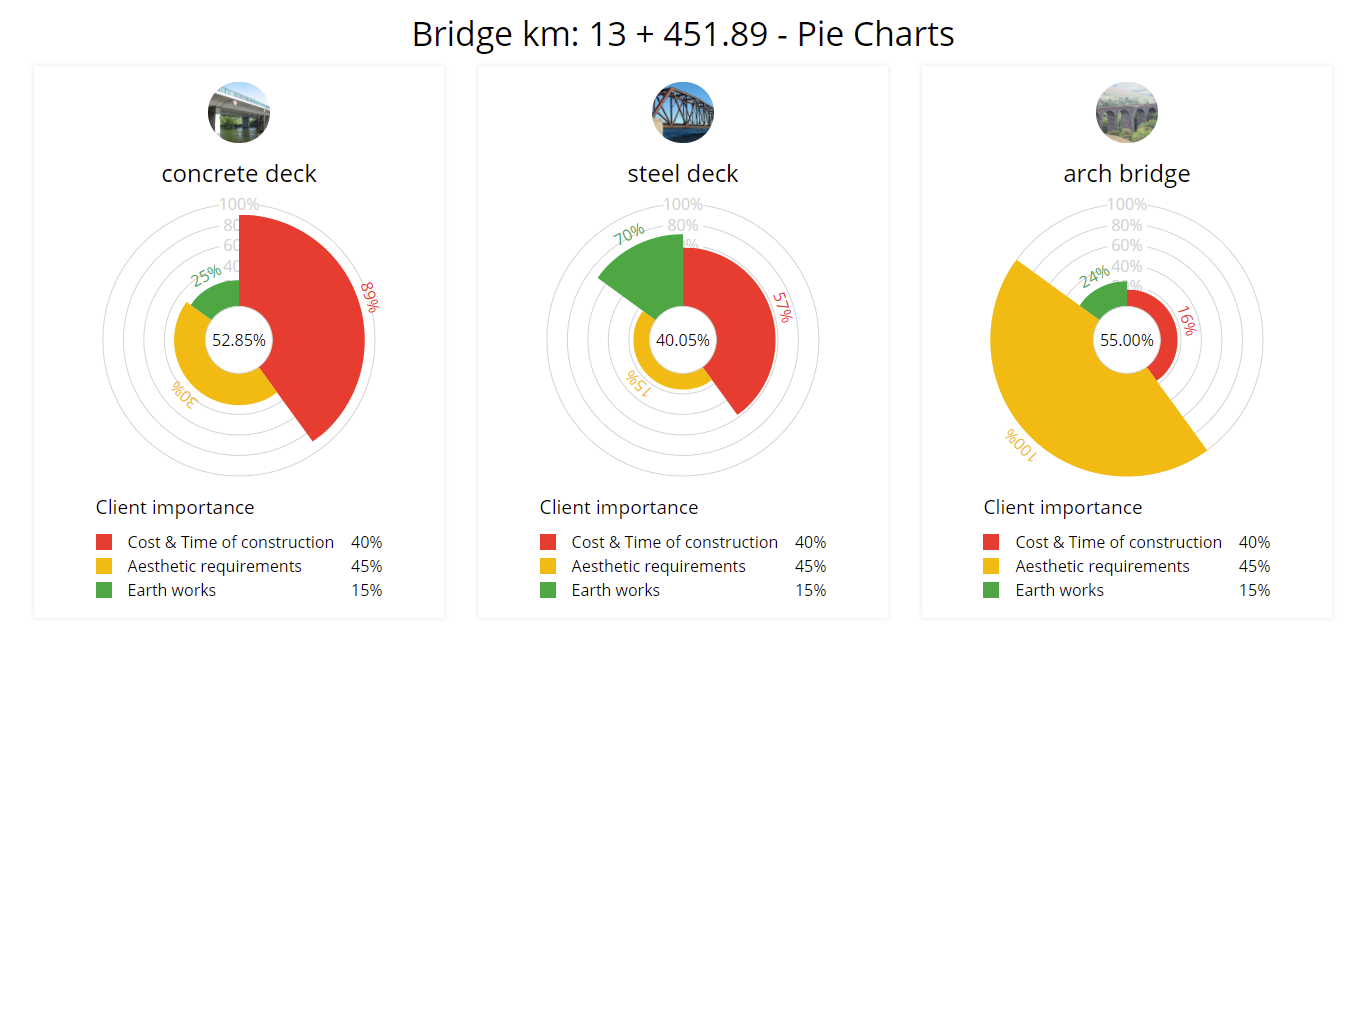 Bridge km: 13 + 451.89 - Pie Charts
concrete deck
100%
80
60
40
25%
89%
52.85%
30%
Client importance
Cost & Time of construction 40%
Aesthetic requirements 45%
Earth works 15%
steel deck
100%
80%
70%
57%
40.05%
15%
Client importance
Cost & Time of construction 40%
Aesthetic requirements 45%
Earth works 15%
arch bridge
100%
80%
60%
40%
24%
16%
55.00%
100%
Client importance
Cost & Time of construction 40%
Aesthetic requirements 45%
Earth works 15%